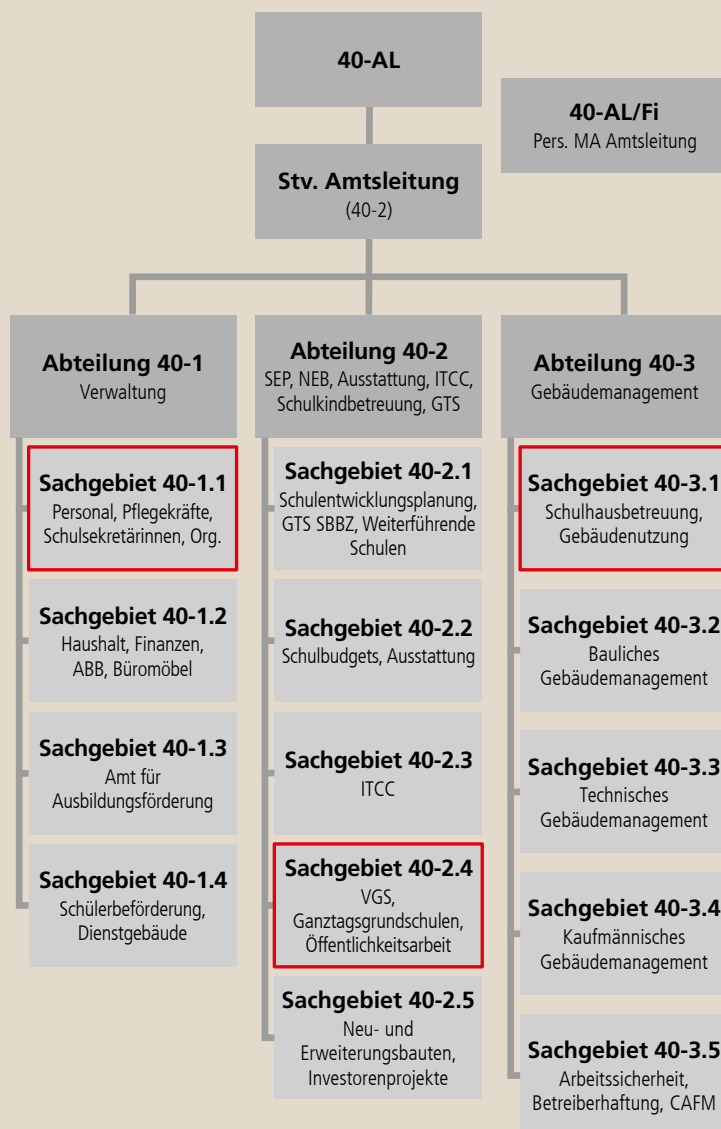 40-AL
40-AL/Fi
Pers. MA Amtsleitung
Stv. Amtsleitung
(40-2)
Abteilung 40-1
Verwaltung
Sachgebiet 40-1.1
Personal, Pflegekräfte,
Schulsekretärinnen, Org.
Sachgebiet 40-1.2
Haushalt, Finanzen,
ABB, Büromöbel
Sachgebiet 40-1.3
Amt für
Ausbildungsförderung
Sachgebiet 40-1.4
Schülerbeförderung,
Dienstgebäude
Abteilung 40-2
SEP, NEB, Ausstattung, ITCC,
Schulkindbetreuung, GTS
Sachgebiet 40-2.1
Schulentwicklungsplanung,
GTS SBBZ, Weiterführende
Schulen
Sachgebiet 40-2.2
Schulbudgets, Ausstattung
Sachgebiet 40-2.3
ITCC
Sachgebiet 40-2.4
VGS,
Ganztagsgrundschulen,
Öffentlichkeitsarbeit
Sachgebiet 40-2.5
Neu- und
Erweiterungsbauten,
Investorenprojekte
Abteilung 40-3
Gebäudemanagement
Sachgebiet 40-3.1
Schulhausbetreuung,
Gebäudenutzung
Sachgebiet 40-3.2
Bauliches
Gebäudemanagement
Sachgebiet 40-3.3
Technisches
Gebäudemanagement
Sachgebiet 40-3.4
Kaufmännisches
Gebäudemanagement
Sachgebiet 40-3.5
Arbeitssicherheit,
Betreiberhaftung, CAFM